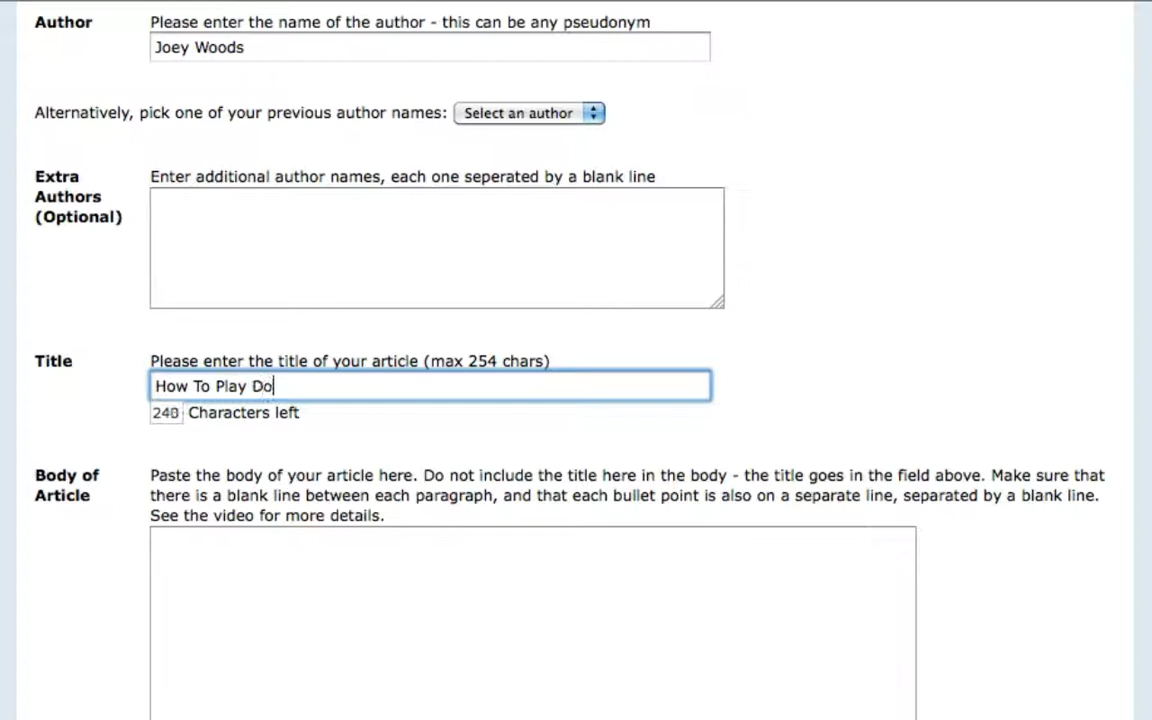 Author Please enter the name of the author - this can be any pseudonym
Joey Woods
Alternatively, pick one of your previous author names: Select an author
Extra Enter additional author names, each one seperated by a blank line
Authors
(Optional)
Title Please enter the title of your article (max 254 chars)
How To Play Do
240 Characters left
Body of Paste the body of your article here. Do not include the title here in the body - the title goes in the field above. Make sure that
Article there is a blank line between each paragraph, and that each bullet point is also on a separate line, separated by a blank line.
See the video for more details.